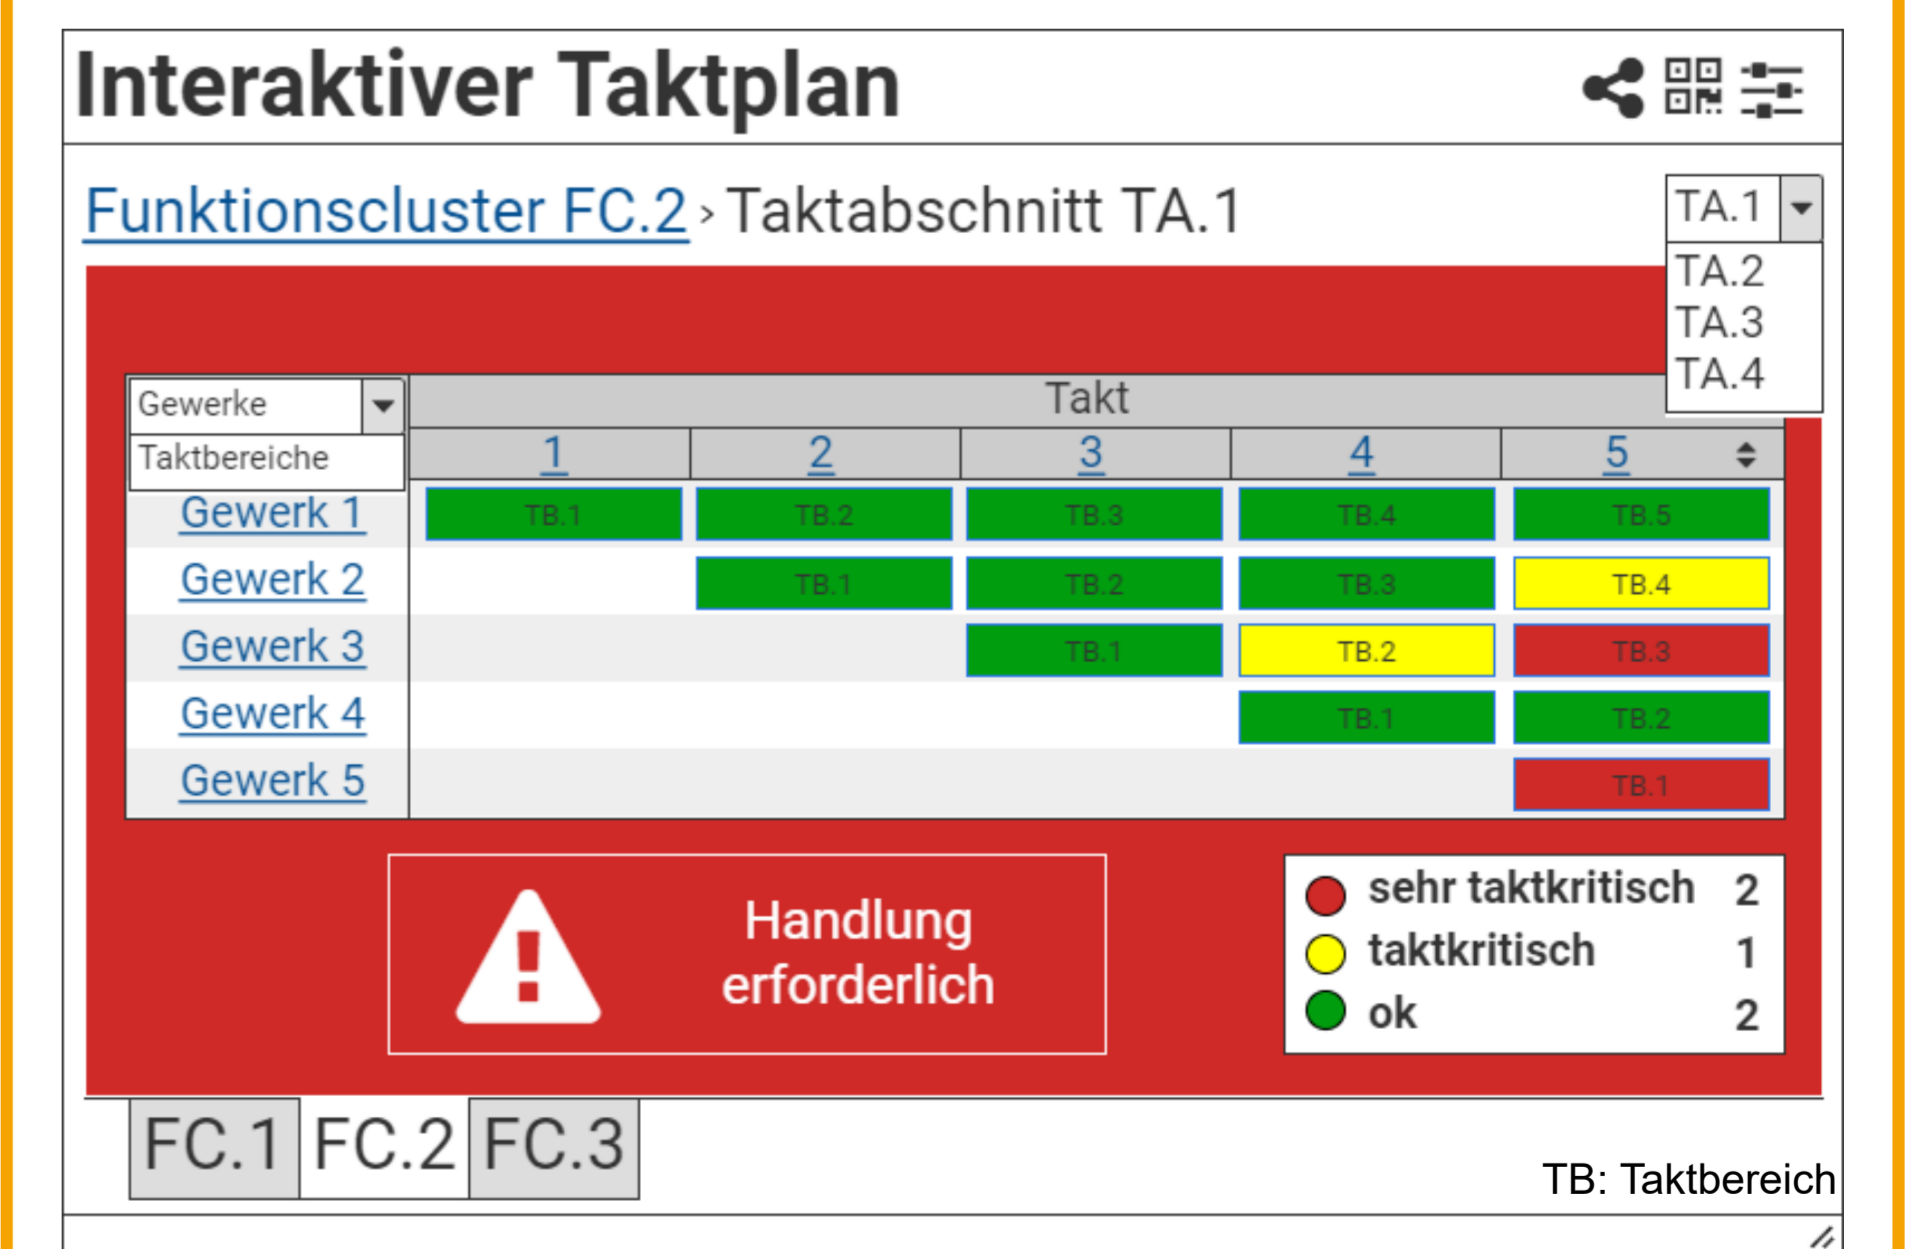 Interaktiver Taktplan
Funktionscluster FC.2 › Taktabschnitt TA.1
TA.1
TA.2
TA.3
TA.4
Gewerke
Taktbereiche
Takt
1 2 3 4 5
Gewerk 1 TB.1 TB.2 TB.3 TB.4 TB.5
Gewerk 2 TB.1 TB.2 TB.3 TB.4
Gewerk 3 TB.1 TB.2 TB.3
Gewerk 4 TB.1 TB.2
Gewerk 5 TB.1
Handlung
erforderlich
sehr taktkritisch 2
taktkritisch 1
ok 2
FC.1 FC.2 FC.3
TB: Taktbereich